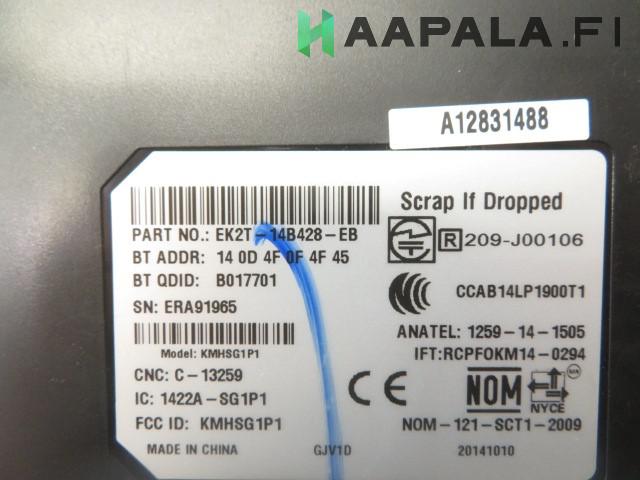 HAAPALA.FI
A12831488
Scrap If Dropped
PART NO.: EK2T-14B428-EB
R 209-J00106
BT ADDR: 14 0D 4F 0F 4F 45
BT QDID: B017701
CCAB14LP1900T1
SN: ERA91965
ANATEL: 1259-14-1505
Model: KMHSG1P1
IFT:RCPFOKM14-0294
CNC: C-13259
IC: 1422A-SG1P1
CE
NOM
NYCE
FCC ID: KMHSG1P1
NOM-121-SCT1-2009
MADE IN CHINA
GJV1D
20141010